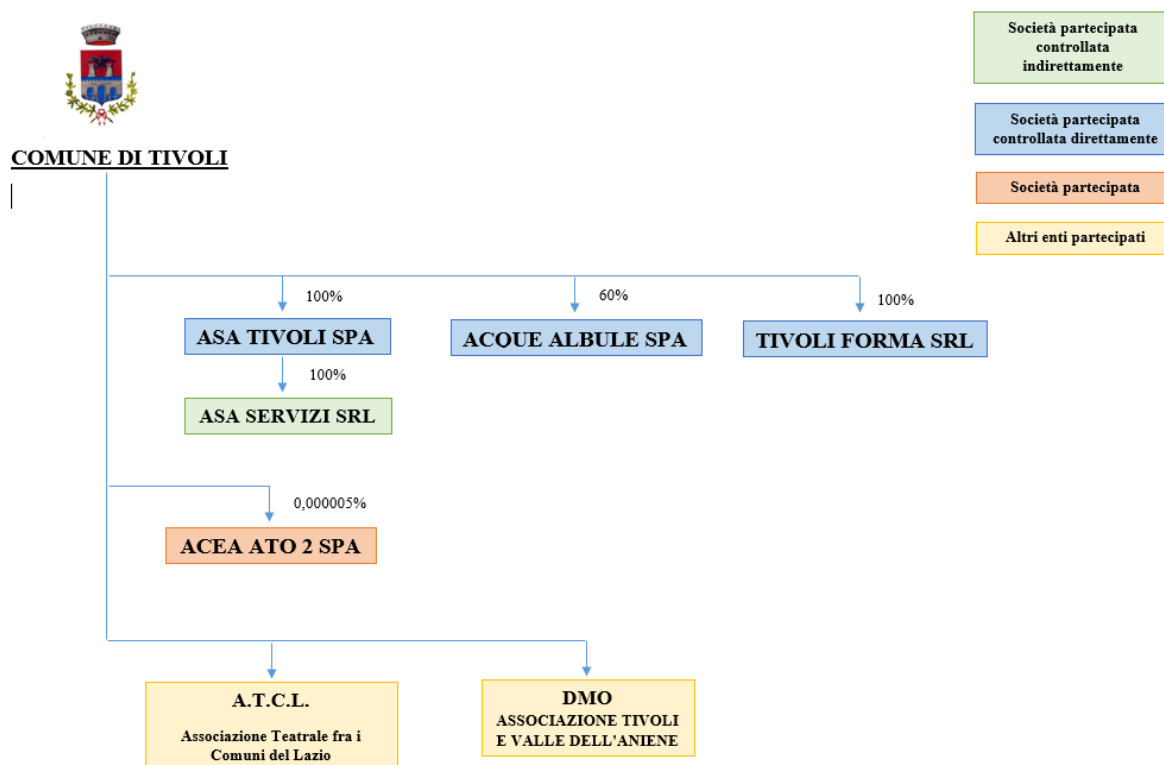 Società partecipata
controllata
indirettamente
Società partecipata
controllata direttamente
Società partecipata
Altri enti partecipati
COMUNE DI TIVOLI
100%
60%
100%
ASA TIVOLI SPA
ACQUE ALBULE SPA
TIVOLI FORMA SRL
100%
ASA SERVIZI SRL
0,000005%
ACEA ATO 2 SPA
A.T.C.L.
Associazione Teatrale fra i
Comuni del Lazio
DMO
ASSOCIAZIONE TIVOLI
E VALLE DELL'ANIENE